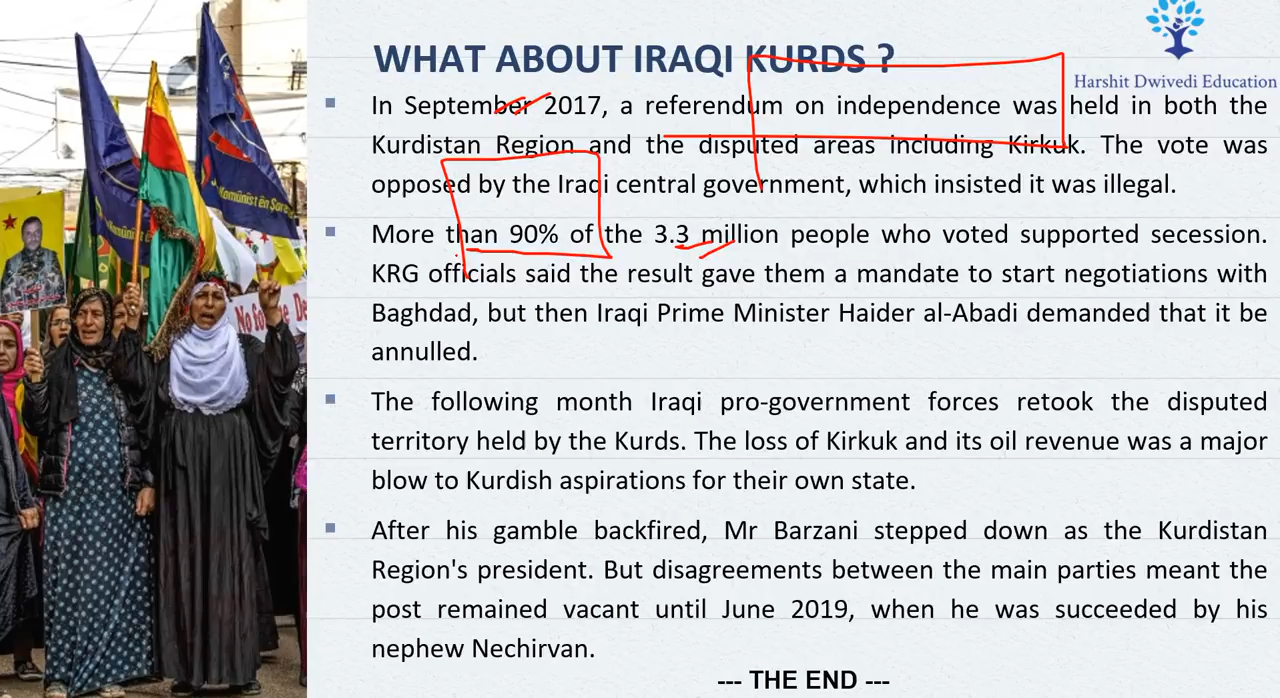 WHAT ABOUT IRAQI KURDS ?
Harshit Dwivedi Education
In September 2017, a referendum on independence was held in both the
Kurdistan Region and the disputed areas including Kirkuk. The vote was
opposed by the Iraqi central government, which insisted it was illegal.
More than 90% of the 3.3 million people who voted supported secession.
KRG officials said the result gave them a mandate to start negotiations with
Baghdad, but then Iraqi Prime Minister Haider al-Abadi demanded that it be
annulled.
The following month Iraqi pro-government forces retook the disputed
territory held by the Kurds. The loss of Kirkuk and its oil revenue was a major
blow to Kurdish aspirations for their own state.
After his gamble backfired, Mr Barzani stepped down as the Kurdistan
Region's president. But disagreements between the main parties meant the
post remained vacant until June 2019, when he was succeeded by his
nephew Nechirvan.
--- THE END ---